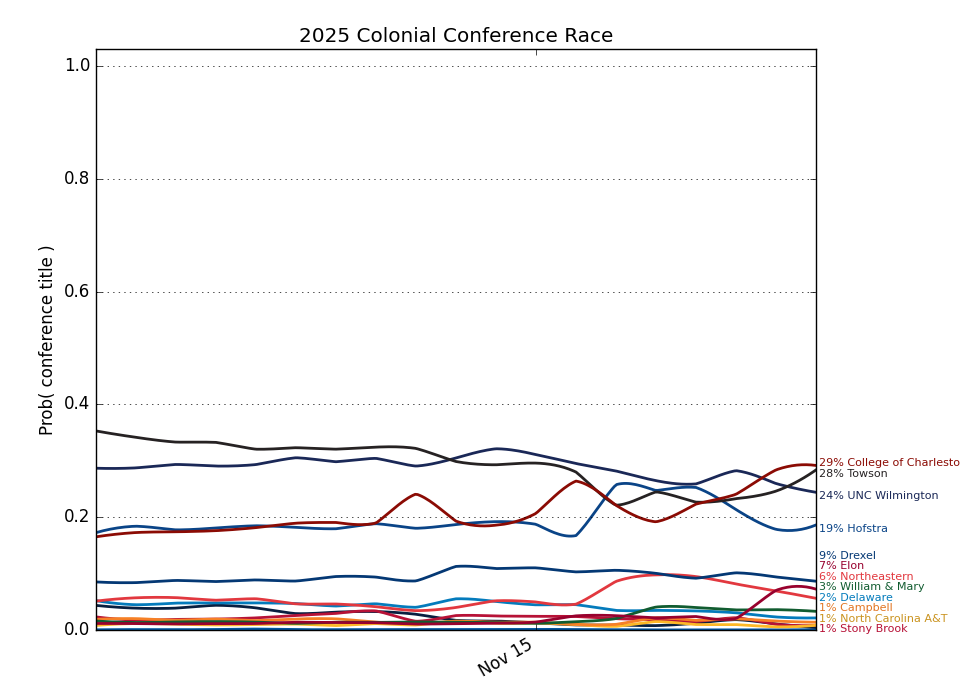 2025 Colonial Conference Race
Prob( conference title )
1.0
0.8
0.6
0.4
0.2
0.0
Nov 15
29% College of Charlesto
28% Towson
24% UNC Wilmington
19% Hofstra
9% Drexel
7% Elon
6% Northeastern
3% William & Mary
2% Delaware
1% Campbell
1% North Carolina A&T
1% Stony Brook